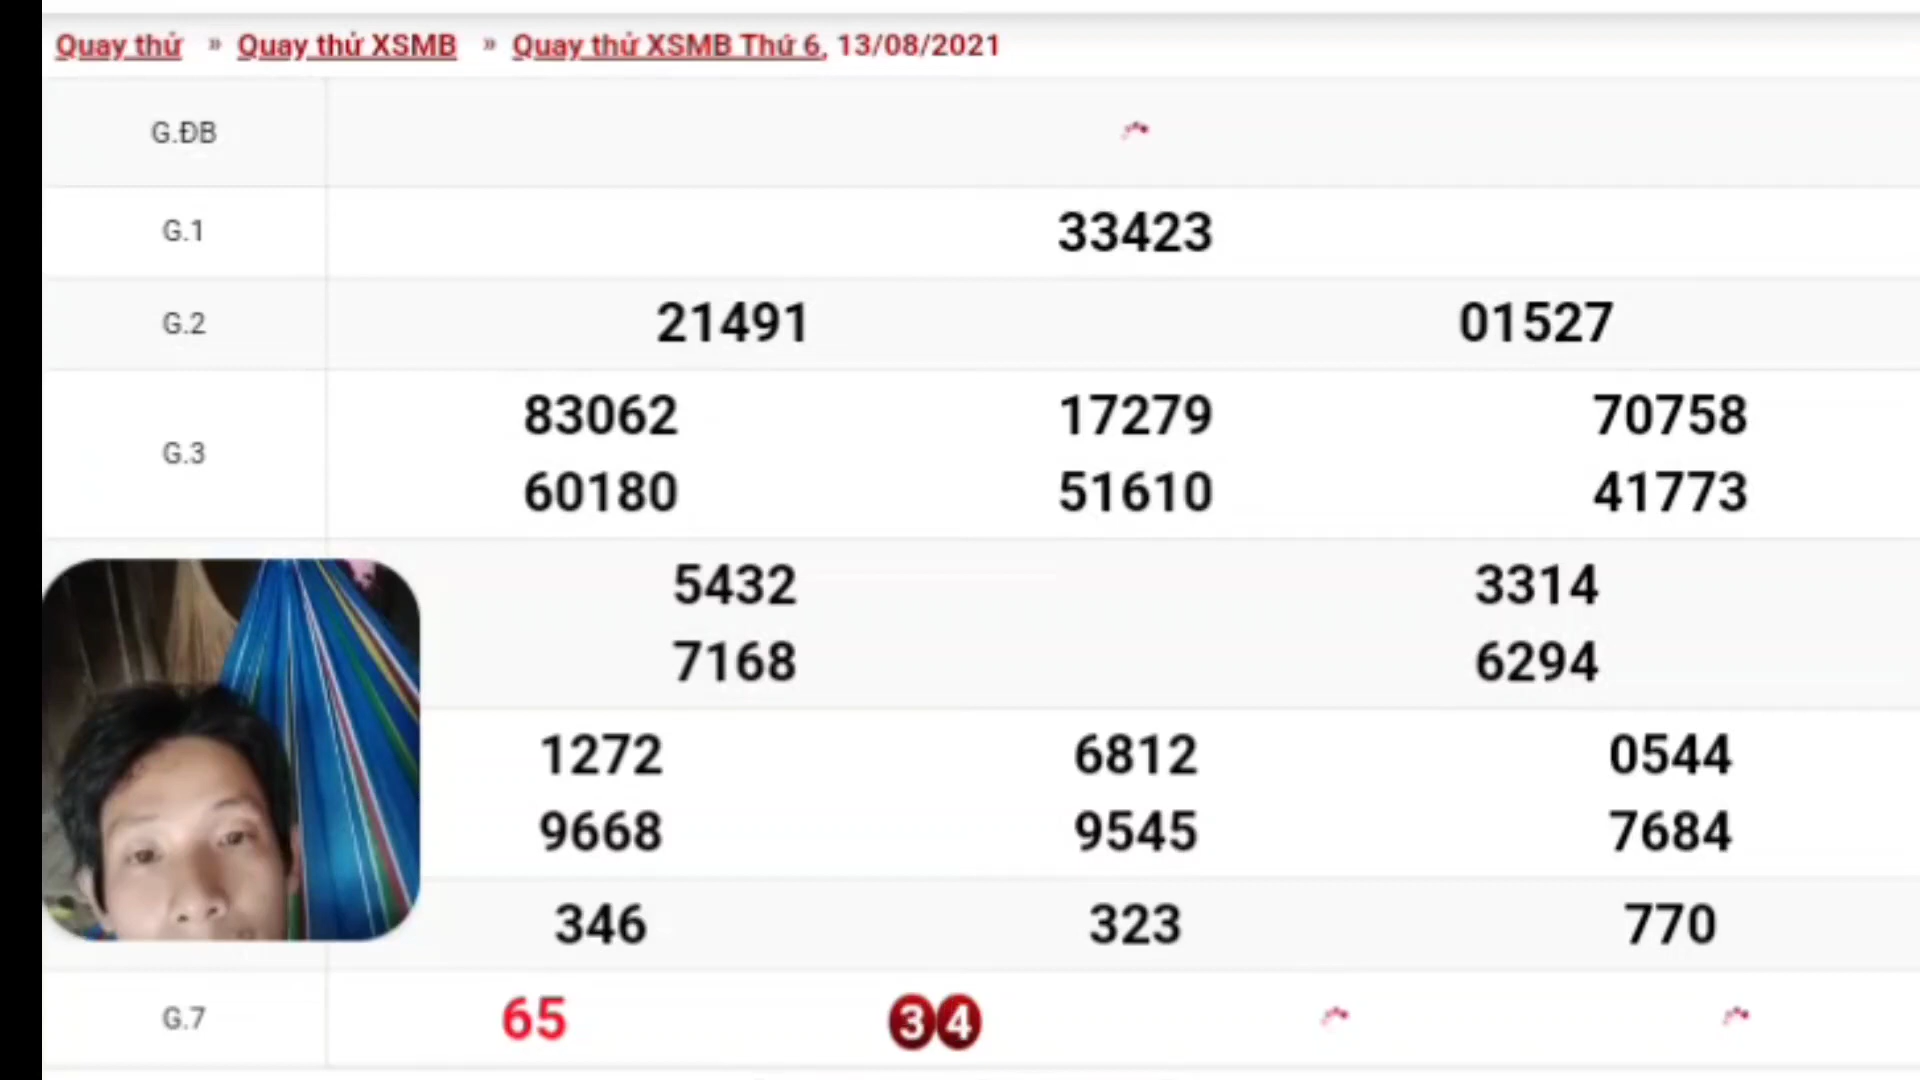 Quay thử » Quay thử XSMB » Quay thử XSMB Thứ 6, 13/08/2021
G.ĐB
G.1 33423
G.2 21491 01527
83062 17279 70758
G.3
60180 51610 41773
5432 3314
7168 6294
1272 6812 0544
9668 9545 7684
346 323 770
G.7 65 34